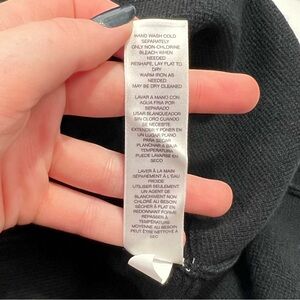 HAND WASH COLD
SEPARATELY
ONLY NON-CHLORINE
BLEACH WHEN
NEEDED
RESHAPE, LAY FLAT TO
DRY
WARM IRON AS
NEEDED
MAY BE DRY CLEANED
LAVAR A MANO CON
AGUA FRIA POR
SEPARADO
USAR BLANQUEADOR
SIN CLORO CUANDO
SE NECESITE
EXTENDER Y PONER EN
UN LUGAR PLANO
PARA SECAR
PLANCHAR A BAJA
TEMPERATURA
PUEDE LAVARSE EN
SECO
LAVER À LA MAIN
SÉPARÉMENT À L'EAU
FROIDE
UTILISER SEULEMENT
UN AGENT DE
BLANCHIMENT NON
CHLORÉ AU BESOIN
SÉCHER À PLAT EN
REDONNANT FORME
REPASSER À
TEMPÉRATURE
MOYENNE AU BESOIN
PEUT ÊTRE NETTOYÉ À
SEC